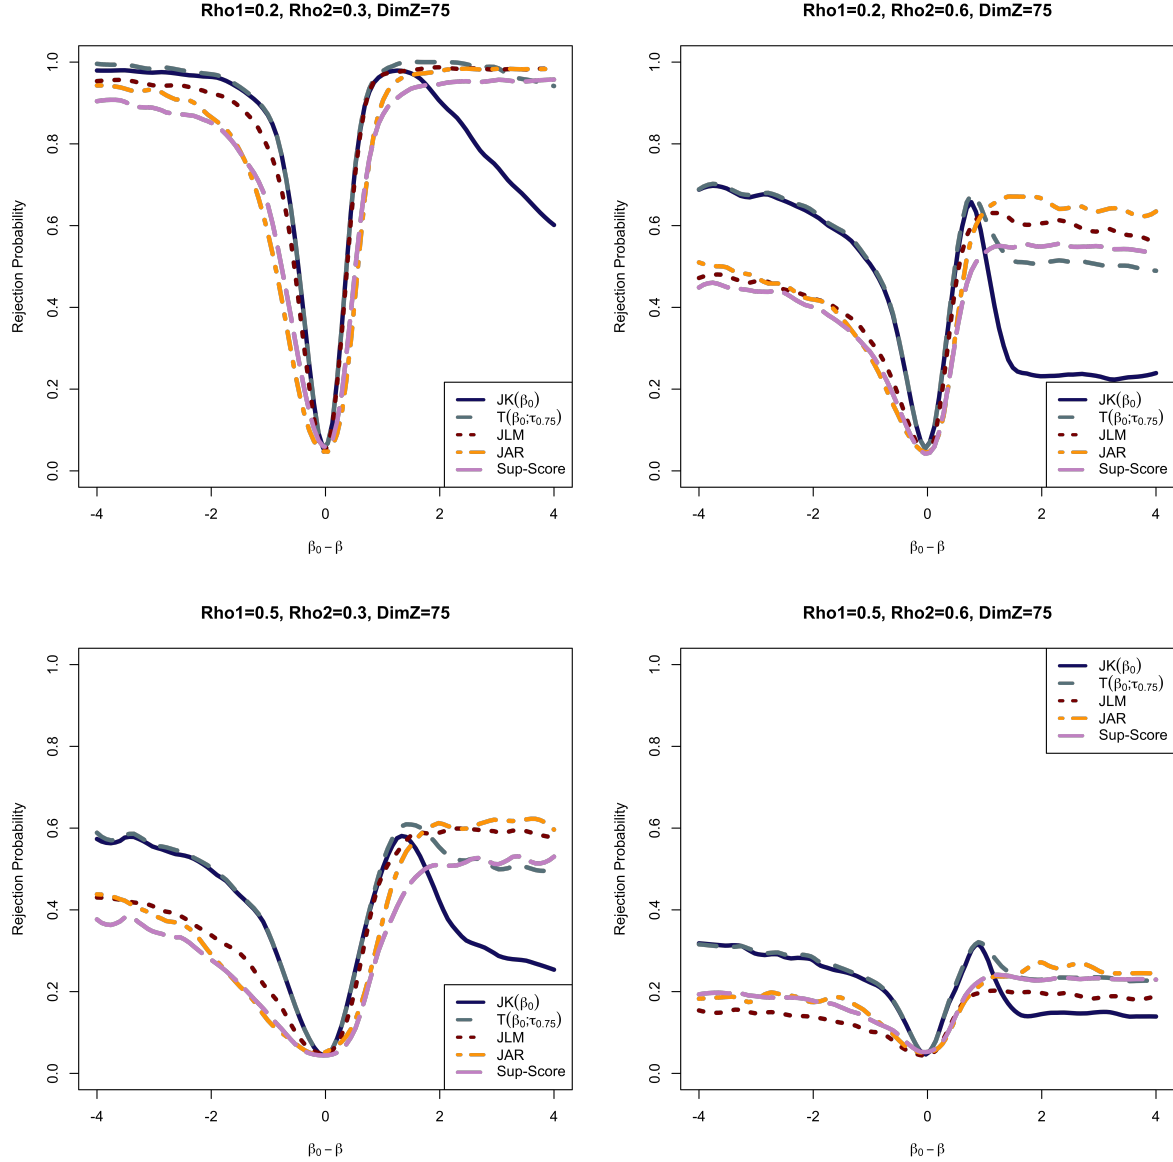 Rho1=0.2, Rho2=0.3, DimZ=75
Rejection Probability
1.0
0.8
0.6
0.4
0.2
0.0
-4
-2
0
2
4
β₀ – β
JK(β₀)
T(β₀;τ₀.₇₅)
JLM
JAR
Sup-Score
Rho1=0.2, Rho2=0.6, DimZ=75
Rejection Probability
1.0
0.8
0.6
0.4
0.2
0.0
-4
-2
0
2
4
β₀ – β
JK(β₀)
T(β₀;τ₀.₇₅)
JLM
JAR
Sup-Score
Rho1=0.5, Rho2=0.3, DimZ=75
Rejection Probability
1.0
0.8
0.6
0.4
0.2
0.0
-4
-2
0
2
4
β₀ – β
JK(β₀)
T(β₀;τ₀.₇₅)
JLM
JAR
Sup-Score
Rho1=0.5, Rho2=0.6, DimZ=75
Rejection Probability
1.0
0.8
0.6
0.4
0.2
0.0
-4
-2
0
2
4
β₀ – β
JK(β₀)
T(β₀;τ₀.₇₅)
JLM
JAR
Sup-Score